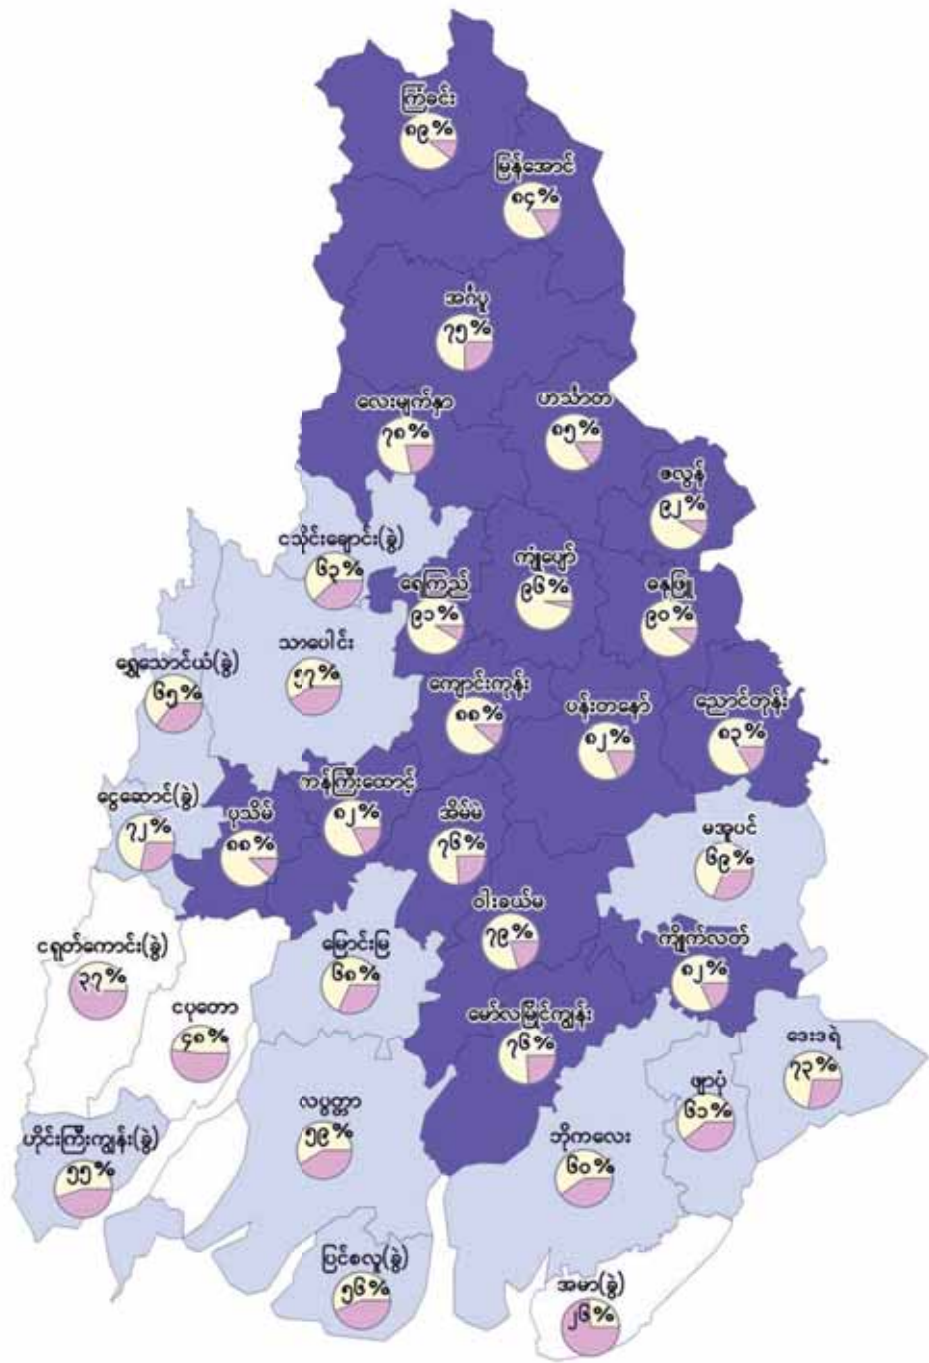 ကြံခင်း
၈၉%
မြန်အောင်
၈၄%
အင်္ဂပူ
၇၅%
လေးမျက်နှာ
၇၈%
ဟင်္သာတ
၈၅%
ဇလွန်
၉၂%
ငသိုင်းချောင်း(ခွဲ)
၆၃%
ရေကြည်
၉၁%
ကျုံပျော်
၉၆%
ဓနုဖြူ
၉၀%
ရွှေသောင်ယံ(ခွဲ)
၆၅%
သာပေါင်း
၅၇%
ကျောင်းကုန်း
၈၈%
ပန်းတနော်
၈၂%
ညောင်တုန်း
၈၃%
ငွေဆောင်(ခွဲ)
၇၂%
ပုသိမ်
၈၈%
ကန်ကြီးထောင့်
၈၂%
အိမ်မဲ
၇၆%
မအူပင်
၆၉%
ဝါးခယ်မ
၇၉%
ကျိုက်လတ်
၈၂%
ငရုတ်ကောင်း(ခွဲ)
၃၇%
ငပုတော
၄၈%
မြောင်းမြ
၆၈%
မော်လမြိုင်ကျွန်း
၇၆%
ဒေးဒရဲ
၇၃%
ဖျာပုံ
၆၁%
ဟိုင်းကြီးကျွန်း(ခွဲ)
၅၅%
လပွတ္တာ
၅၉%
ဘိုကလေး
၆၀%
ပြင်စလူ(ခွဲ)
၅၆%
အမာ(ခွဲ)
၂၆%